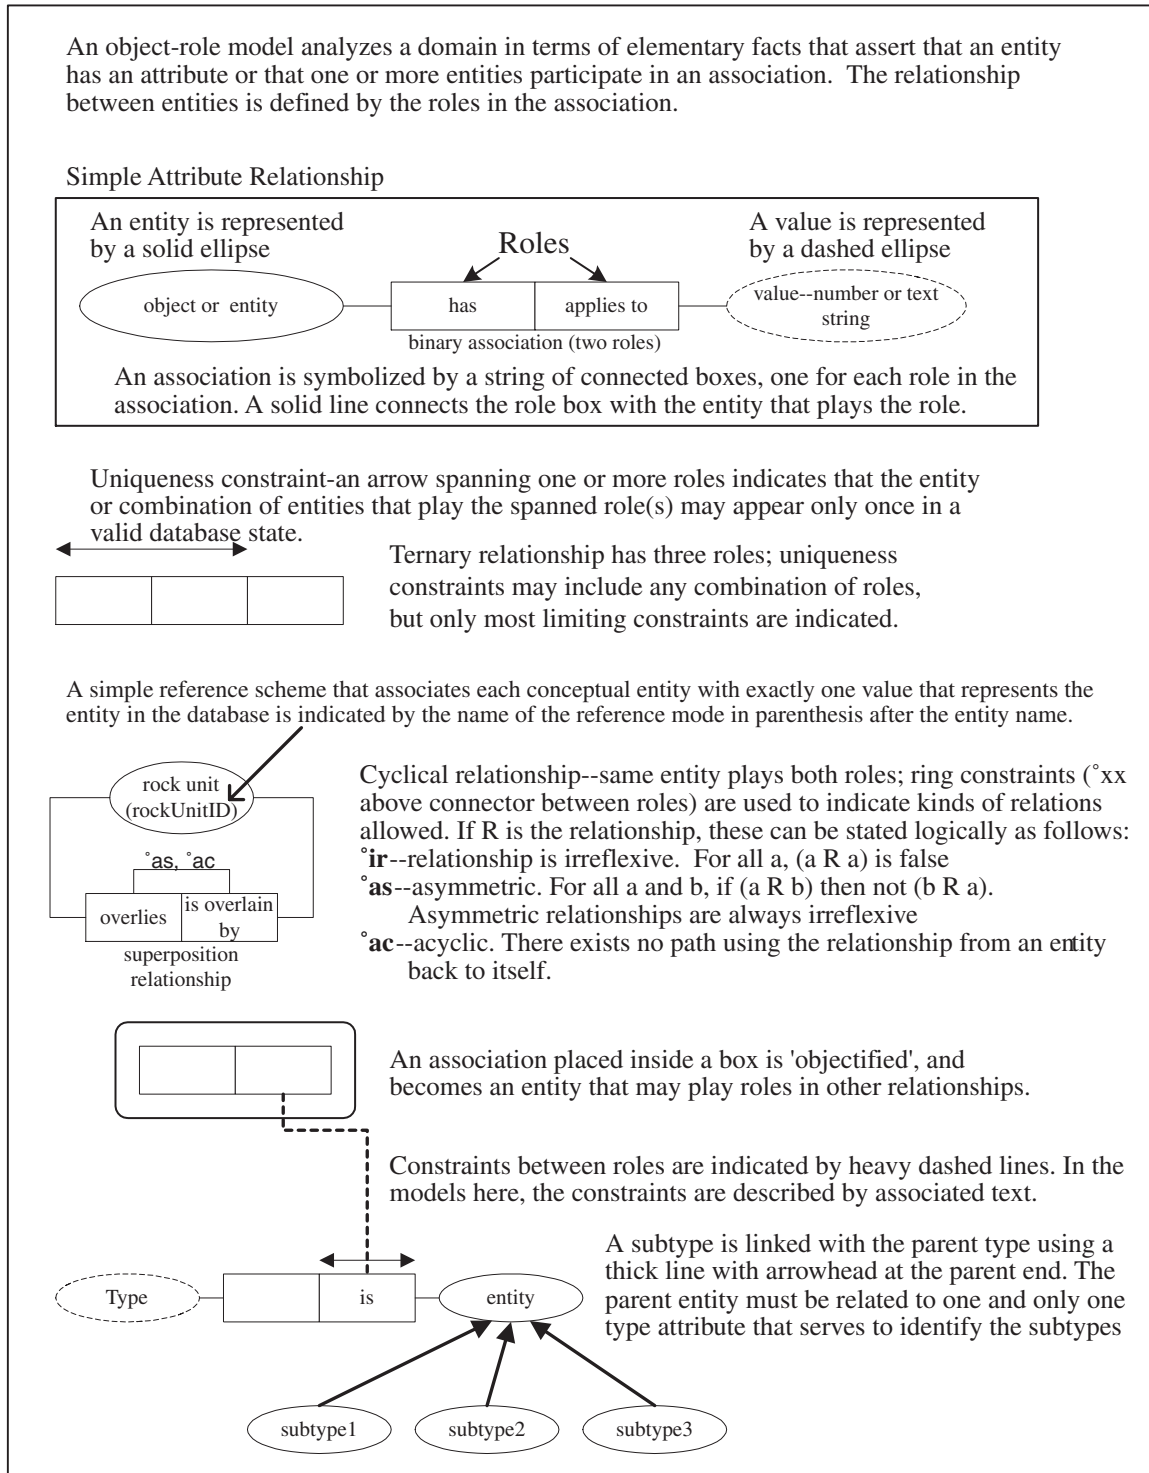 An object-role model analyzes a domain in terms of elementary facts that assert that an entity
has an attribute or that one or more entities participate in an association.  The relationship
between entities is defined by the roles in the association.
Simple Attribute Relationship
An entity is represented
by a solid ellipse
Roles
A value is represented
by a dashed ellipse
object or  entity
has
applies to
value--number or text
string
binary association (two roles)
An association is symbolized by a string of connected boxes, one for each role in the
association. A solid line connects the role box with the entity that plays the role.
Uniqueness constraint-an arrow spanning one or more roles indicates that the entity
or combination of entities that play the spanned role(s) may appear only once in a
valid database state.
Ternary relationship has three roles; uniqueness
constraints may include any combination of roles,
but only most limiting constraints are indicated.
A simple reference scheme that associates each conceptual entity with exactly one value that represents the
entity in the database is indicated by the name of the reference mode in parenthesis after the entity name.
rock unit
(rockUnitID)
°as, °ac
overlies
is overlain
by
superposition
relationship
Cyclical relationship--same entity plays both roles; ring constraints (°xx
above connector between roles) are used to indicate kinds of relations
allowed. If R is the relationship, these can be stated logically as follows:
°ir--relationship is irreflexive.  For all a, (a R a) is false
°as--asymmetric. For all a and b, if (a R b) then not (b R a).
Asymmetric relationships are always irreflexive
°ac--acyclic. There exists no path using the relationship from an entity
back to itself.
An association placed inside a box is 'objectified', and
becomes an entity that may play roles in other relationships.
Constraints between roles are indicated by heavy dashed lines. In the
models here, the constraints are described by associated text.
Type
is
entity
A subtype is linked with the parent type using a
thick line with arrowhead at the parent end. The
parent entity must be related to one and only one
type attribute that serves to identify the subtypes
subtype1
subtype2
subtype3